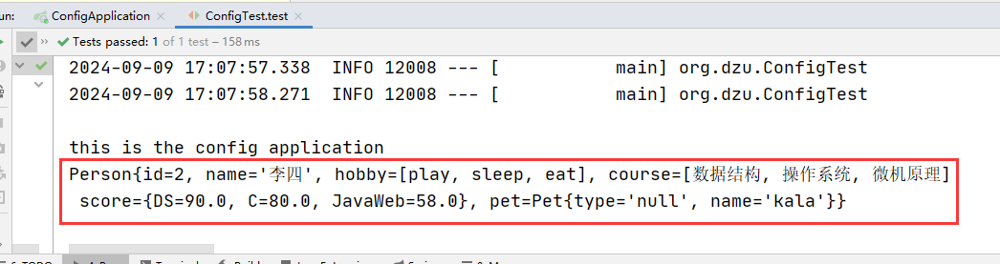 un: ConfigApplication × ConfigTest.test ×
>> Tests passed: 1 of 1 test – 158 ms
2024-09-09 17:07:57.338  INFO 12008 --- [           main] org.dzu.ConfigTest
2024-09-09 17:07:58.271  INFO 12008 --- [           main] org.dzu.ConfigTest
this is the config application
Person{id=2, name='李四', hobby=[play, sleep, eat], course=[数据结构, 操作系统, 微机原理]
score={DS=90.0, C=80.0, JavaWeb=58.0}, pet=Pet{type='null', name='kala'}}